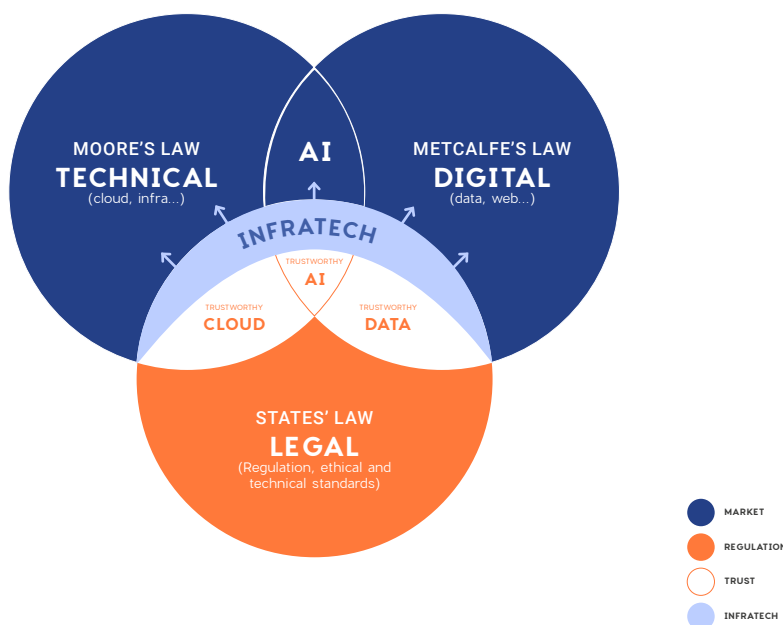 MOORE'S LAW
TECHNICAL
(cloud, infra...)
AI
METCALFE'S LAW
DIGITAL
(data, web...)
INFRATECH
TRUSTWORTHY
AI
TRUSTWORTHY
CLOUD
TRUSTWORTHY
DATA
STATES' LAW
LEGAL
(Regulation, ethical and
technical standards)
MARKET
REGULATION
TRUST
INFRATECH